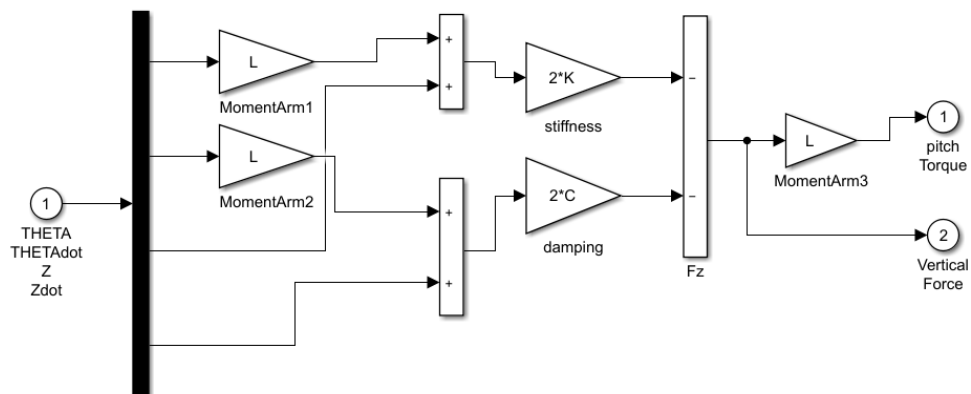 L
MomentArm1
+
+
2*K
stiffness
L
MomentArm2
1
THETA
THETAdot
Z
Zdot
+
+
2*C
damping
−
−
Fz
L
MomentArm3
1
pitch
Torque
2
Vertical
Force